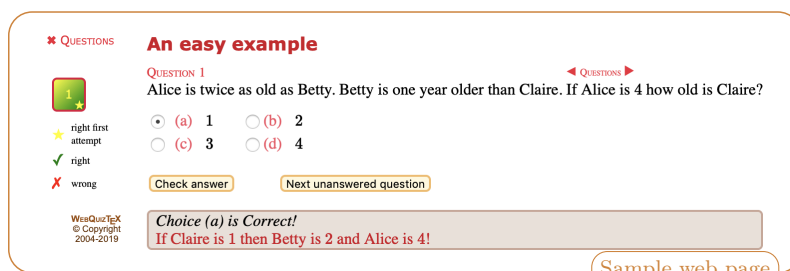 ✖ QUESTIONS
An easy example
QUESTION 1
◀ QUESTIONS ▶
Alice is twice as old as Betty. Betty is one year older than Claire. If Alice is 4 how old is Claire?
1
(a) 1 (b) 2
(c) 3 (d) 4
right first
attempt
right
wrong
Check answer Next unanswered question
WEBQUIZTEX
© Copyright
2004-2019
Choice (a) is Correct!
If Claire is 1 then Betty is 2 and Alice is 4!
Sample web page